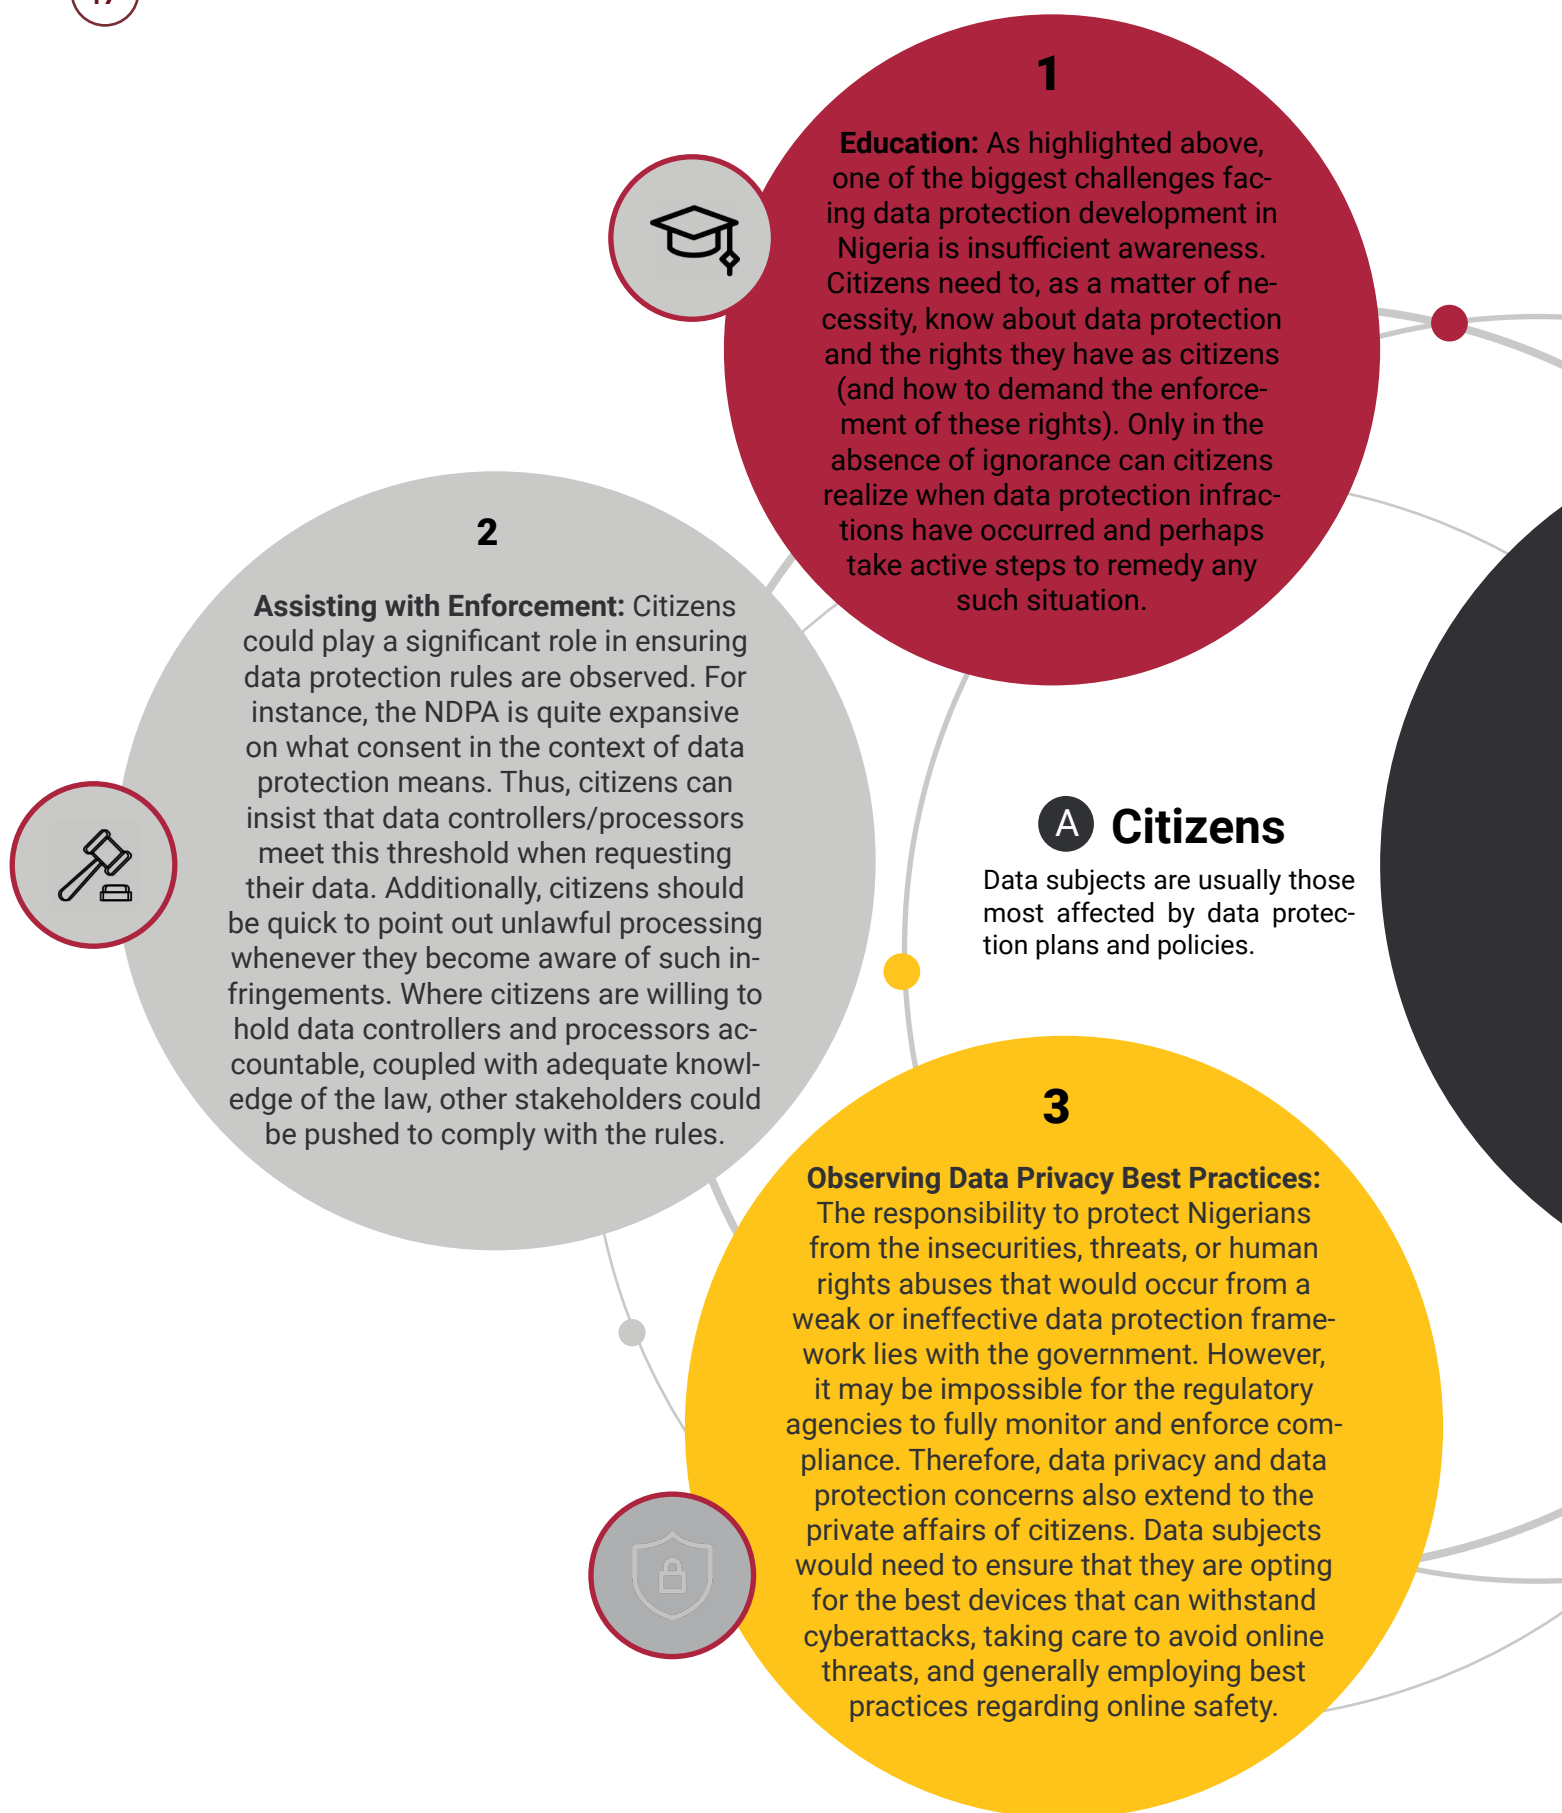 1
Education: As highlighted above,
one of the biggest challenges fac-
ing data protection development in
Nigeria is insufficient awareness.
Citizens need to, as a matter of ne-
cessity, know about data protection
and the rights they have as citizens
(and how to demand the enforce-
ment of these rights). Only in the
absence of ignorance can citizens
realize when data protection infrac-
tions have occurred and perhaps
take active steps to remedy any
such situation.
2
Assisting with Enforcement: Citizens
could play a significant role in ensuring
data protection rules are observed. For
instance, the NDPA is quite expansive
on what consent in the context of data
protection means. Thus, citizens can
insist that data controllers/processors
meet this threshold when requesting
their data. Additionally, citizens should
be quick to point out unlawful processing
whenever they become aware of such in-
fringements. Where citizens are willing to
hold data controllers and processors ac-
countable, coupled with adequate knowl-
edge of the law, other stakeholders could
be pushed to comply with the rules.
A Citizens
Data subjects are usually those
most affected by data protec-
tion plans and policies.
3
Observing Data Privacy Best Practices:
The responsibility to protect Nigerians
from the insecurities, threats, or human
rights abuses that would occur from a
weak or ineffective data protection frame-
work lies with the government. However,
it may be impossible for the regulatory
agencies to fully monitor and enforce com-
pliance. Therefore, data privacy and data
protection concerns also extend to the
private affairs of citizens. Data subjects
would need to ensure that they are opting
for the best devices that can withstand
cyberattacks, taking care to avoid online
threats, and generally employing best
practices regarding online safety.